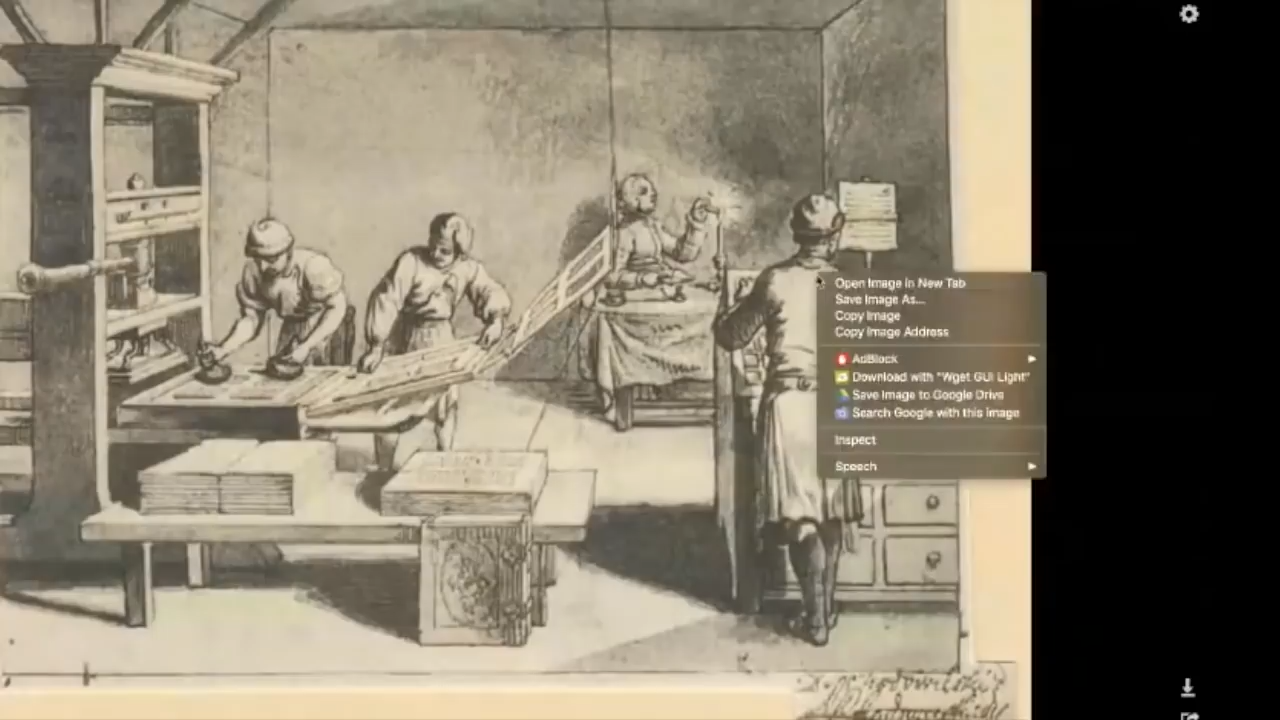 Open Image in New Tab
Save Image As...
Copy Image
Copy Image Address
AdBlock
Download with "Wget GUI Light"
Save Image to Google Drive
Search Google with this image
Inspect
Speech